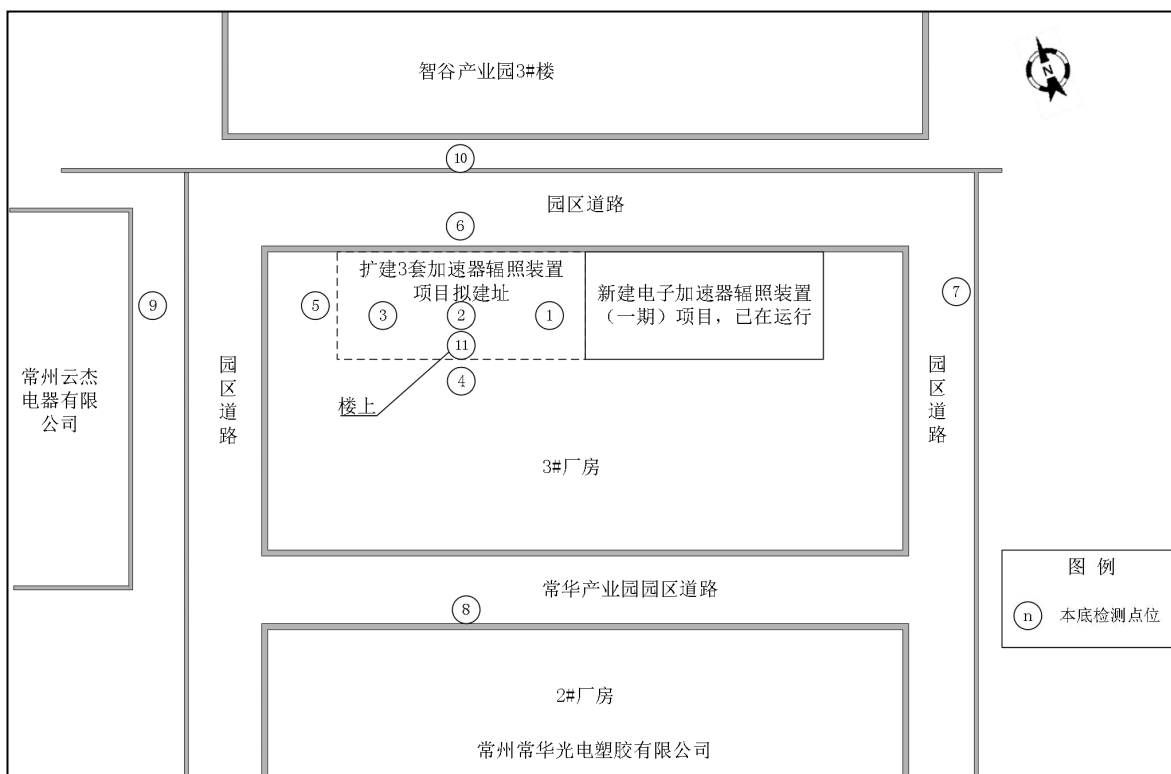 智谷产业园3#楼
N
10
园区道路
6
扩建3套加速器辐照装置
项目拟建址
新建电子加速器辐照装置
（一期）项目，已在运行
9
5
3
2
1
7
11
4
楼上
常州云杰
电器有限
公司
园区道路
园区道路
3#厂房
常华产业园园区道路
8
图 例
n 本底检测点位
2#厂房
常州常华光电塑胶有限公司